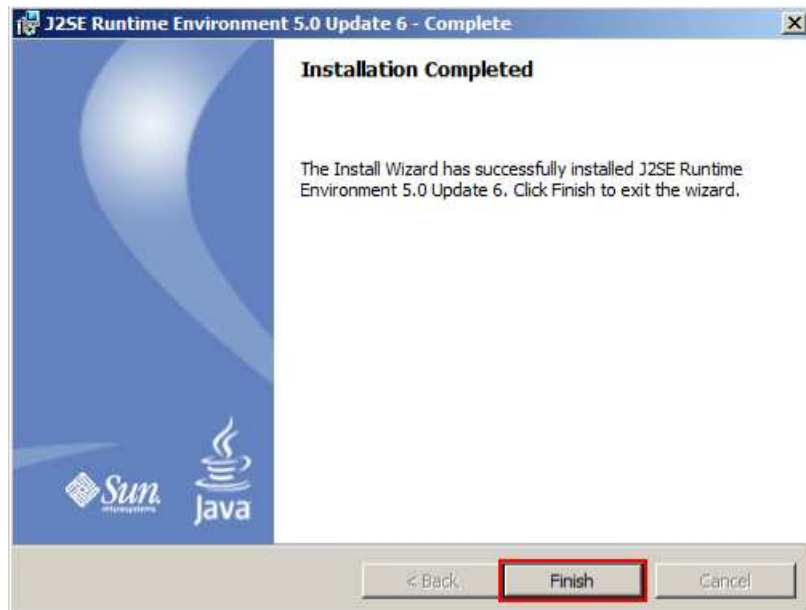 J2SE Runtime Environment 5.0 Update 6 - Complete
Installation Completed
The Install Wizard has successfully installed J2SE Runtime
Environment 5.0 Update 6. Click Finish to exit the wizard.
Sun
microsystems
Java
< Back
Finish
Cancel